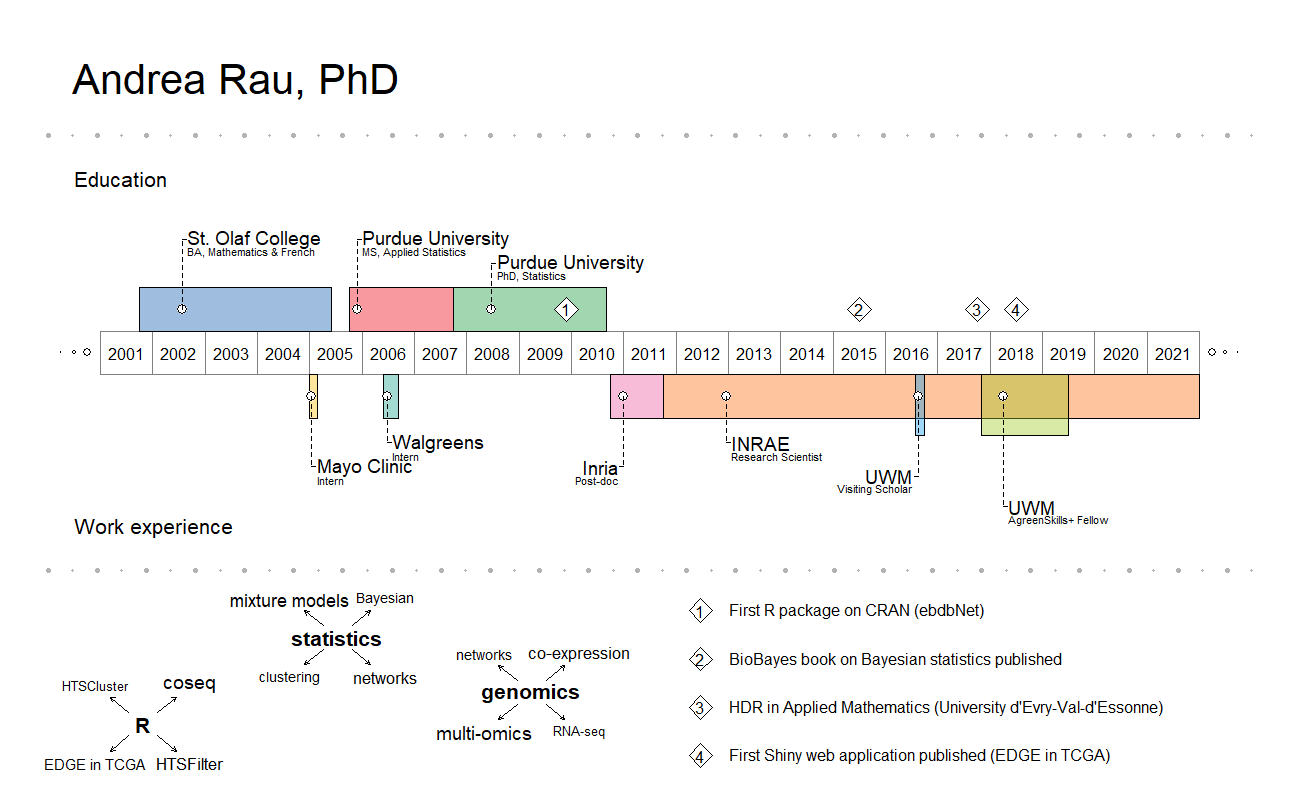 Andrea Rau, PhD
Education
St. Olaf College
BA, Mathematics & French
Purdue University
MS, Applied Statistics
Purdue University
PhD, Statistics
1
2
3
4
2001 2002 2003 2004 2005 2006 2007 2008 2009 2010 2011 2012 2013 2014 2015 2016 2017 2018 2019 2020 2021
Walgreens
Intern
Mayo Clinic
Intern
Inria
Post-doc
INRAE
Research Scientist
UWM
Visiting Scholar
UWM
AgreenSkills+ Fellow
Work experience
mixture models
Bayesian
statistics
clustering
networks
networks
co-expression
genomics
multi-omics
RNA-seq
HTSCluster
coseq
R
EDGE in TCGA
HTSFilter
1 First R package on CRAN (ebdbNet)
2 BioBayes book on Bayesian statistics published
3 HDR in Applied Mathematics (University d'Evry-Val-d'Essonne)
4 First Shiny web application published (EDGE in TCGA)